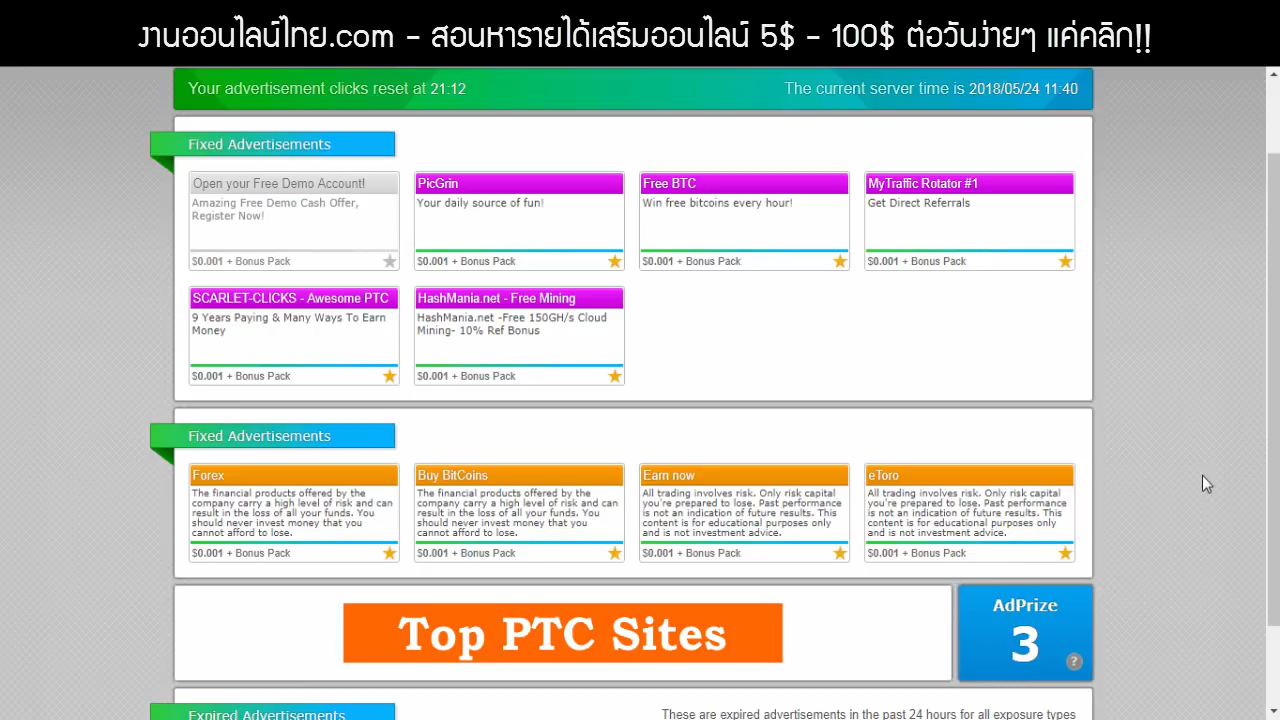 งานออนไลน์ไทย.com - สอนหารายได้เสริมออนไลน์ 5$ - 100$ ต่อวันง่ายๆ แค่คลิก!!
Your advertisement clicks reset at 21:12
The current server time is 2018/05/24 11:40
Fixed Advertisements
Open your Free Demo Account!
Amazing Free Demo Cash Offer,
Register Now!
$0.001 + Bonus Pack
PicGrin
Your daily source of fun!
$0.001 + Bonus Pack
Free BTC
Win free bitcoins every hour!
$0.001 + Bonus Pack
MyTraffic Rotator #1
Get Direct Referrals
$0.001 + Bonus Pack
SCARLET-CLICKS - Awesome PTC
9 Years Paying & Many Ways To Earn
Money
$0.001 + Bonus Pack
HashMania.net - Free Mining
HashMania.net -Free 150GH/s Cloud
Mining- 10% Ref Bonus
$0.001 + Bonus Pack
Fixed Advertisements
Forex
The financial products offered by the
company carry a high level of risk and can
result in the loss of all your funds. You
should never invest money that you
cannot afford to lose.
$0.001 + Bonus Pack
Buy BitCoins
The financial products offered by the
company carry a high level of risk and can
result in the loss of all your funds. You
should never invest money that you
cannot afford to lose.
$0.001 + Bonus Pack
Earn now
All trading involves risk. Only risk capital
you're prepared to lose. Past performance
is not an indication of future results. This
content is for educational purposes only
and is not investment advice.
$0.001 + Bonus Pack
eToro
All trading involves risk. Only risk capital
you're prepared to lose. Past performance
is not an indication of future results. This
content is for educational purposes only
and is not investment advice.
$0.001 + Bonus Pack
Top PTC Sites
AdPrize
3
?
Expired Advertisements
These are expired advertisements in the past 24 hours for all exposure types